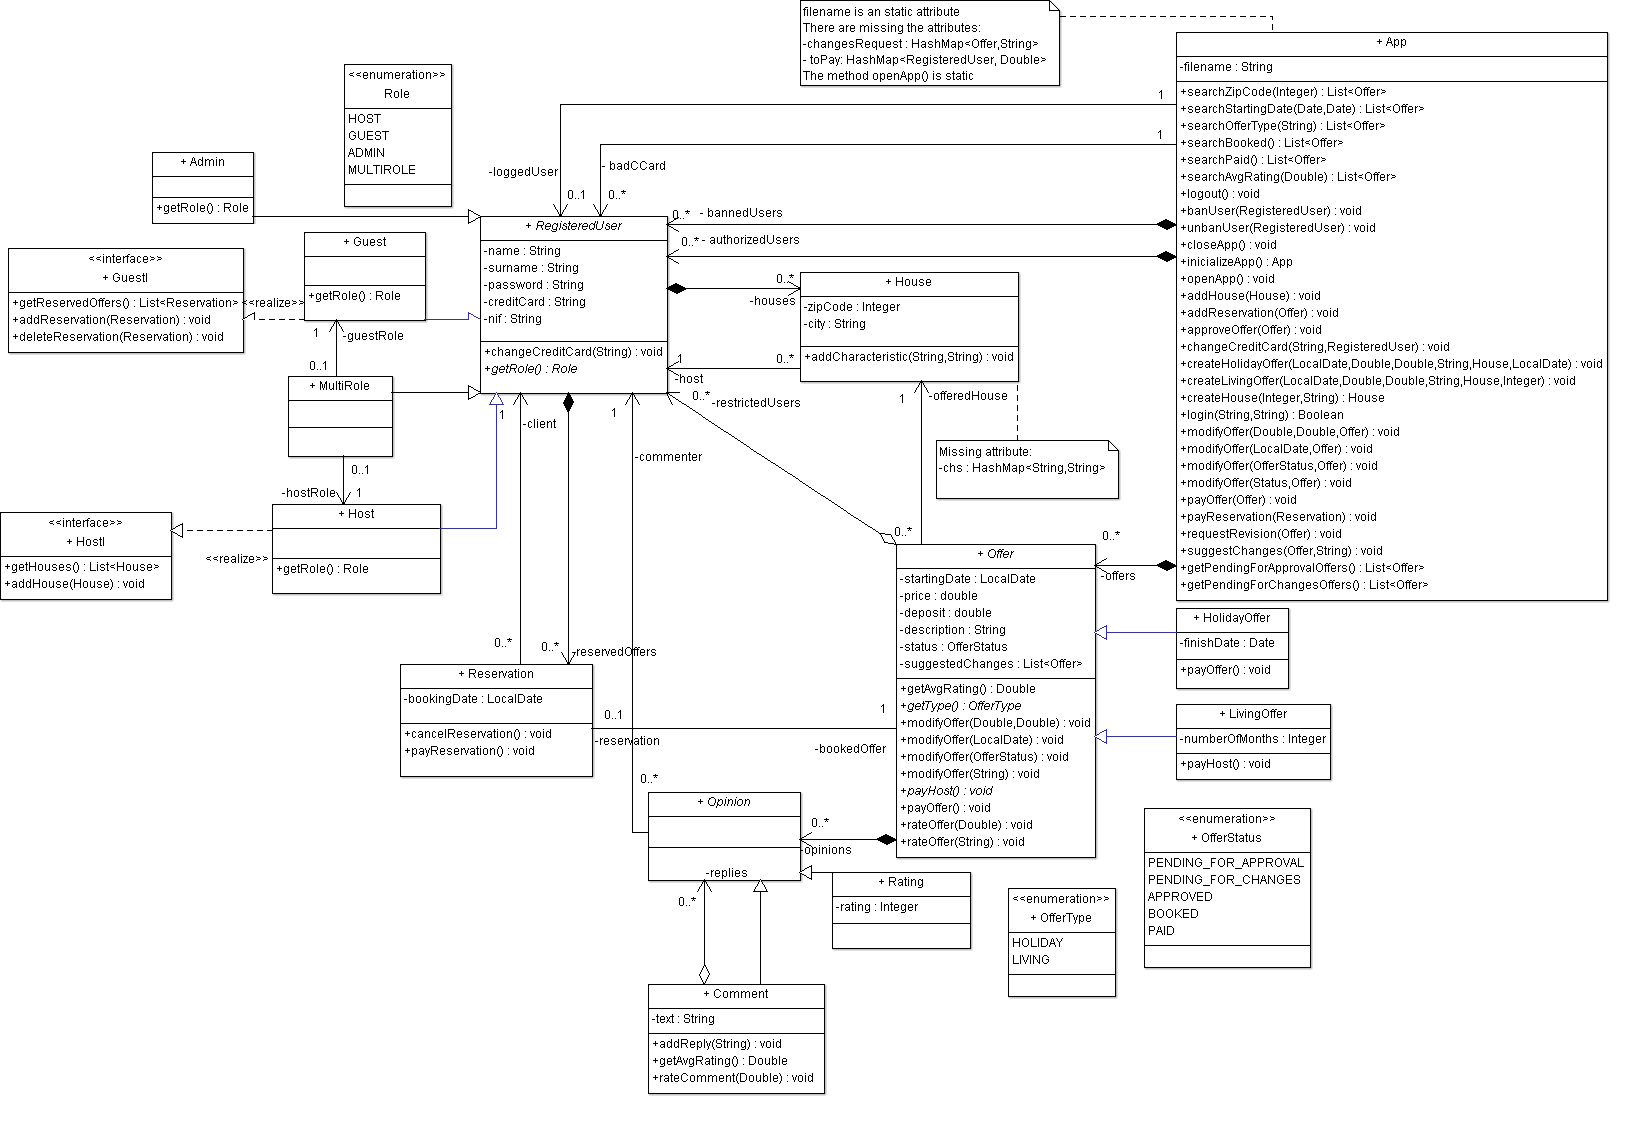 filename is an static attribute
There are missing the attributes:
-changesRequest : HashMap<Offer,String>
- toPay: HashMap<RegisteredUser, Double>
The method openApp() is static
+ App
-filename : String
+searchZipCode(Integer) : List<Offer>
+searchStartingDate(Date,Date) : List<Offer>
+searchOfferType(String) : List<Offer>
+searchBooked() : List<Offer>
+searchPaid() : List<Offer>
+searchAvgRating(Double) : List<Offer>
+logout() : void
+banUser(RegisteredUser) : void
+unbanUser(RegisteredUser) : void
+closeApp() : void
+inicializeApp() : App
+openApp() : void
+addHouse(House) : void
+addReservation(Offer) : void
+approveOffer(Offer) : void
+changeCreditCard(String,RegisteredUser) : void
+createHolidayOffer(LocalDate,Double,Double,String,House,LocalDate) : void
+createLivingOffer(LocalDate,Double,Double,String,House,Integer) : void
+createHouse(Integer,String) : House
+login(String,String) : Boolean
+modifyOffer(Double,Double,Offer) : void
+modifyOffer(LocalDate,Offer) : void
+modifyOffer(OfferStatus,Offer) : void
+modifyOffer(Status,Offer) : void
+payOffer(Offer) : void
+payReservation(Reservation) : void
+requestRevision(Offer) : void
+suggestChanges(Offer,String) : void
+getPendingForApprovalOffers() : List<Offer>
+getPendingForChangesOffers() : List<Offer>
<<enumeration>>
Role
HOST
GUEST
ADMIN
MULTIROLE
1
1
-loggedUser
0..1
- badCCard
0..*
0..*
- bannedUsers
0..*
- authorizedUsers
+ Admin
+getRole() : Role
+ Guest
+getRole() : Role
<<interface>>
+ GuestI
+getReservedOffers() : List<Reservation>
+addReservation(Reservation) : void
+deleteReservation(Reservation) : void
<<realize>>
1
-guestRole
0..1
+ MultiRole
0..1
-hostRole
1
+ Host
+getRole() : Role
<<interface>>
+ HostI
+getHouses() : List<House>
+addHouse(House) : void
<<realize>>
+ RegisteredUser
-name : String
-surname : String
-password : String
-creditCard : String
-nif : String
+changeCreditCard(String) : void
+getRole() : Role
0..*
-houses
+ House
-zipCode : Integer
-city : String
+addCharacteristic(String,String) : void
1
-host
0..*
0..*
-restrictedUsers
1
-offeredHouse
Missing attribute:
-chs : HashMap<String,String>
1
-client
1
-commenter
0..*
0..*
-reservedOffers
+ Reservation
-bookingDate : LocalDate
+cancelReservation() : void
+payReservation() : void
0..1
-reservation
1
-bookedOffer
0..*
+ Offer
-startingDate : LocalDate
-price : double
-deposit : double
-description : String
-status : OfferStatus
-suggestedChanges : List<Offer>
+getAvgRating() : Double
+getType() : OfferType
+modifyOffer(Double,Double) : void
+modifyOffer(LocalDate) : void
+modifyOffer(OfferStatus) : void
+modifyOffer(String) : void
+payHost() : void
+payOffer() : void
+rateOffer(Double) : void
+rateOffer(String) : void
0..*
-offers
+ HolidayOffer
-finishDate : Date
+payOffer() : void
+ LivingOffer
-numberOfMonths : Integer
+payHost() : void
0..*
+ Opinion
0..*
-opinions
-replies
0..*
+ Rating
-rating : Integer
+ Comment
-text : String
+addReply(String) : void
+getAvgRating() : Double
+rateComment(Double) : void
<<enumeration>>
+ OfferType
HOLIDAY
LIVING
<<enumeration>>
+ OfferStatus
PENDING_FOR_APPROVAL
PENDING_FOR_CHANGES
APPROVED
BOOKED
PAID